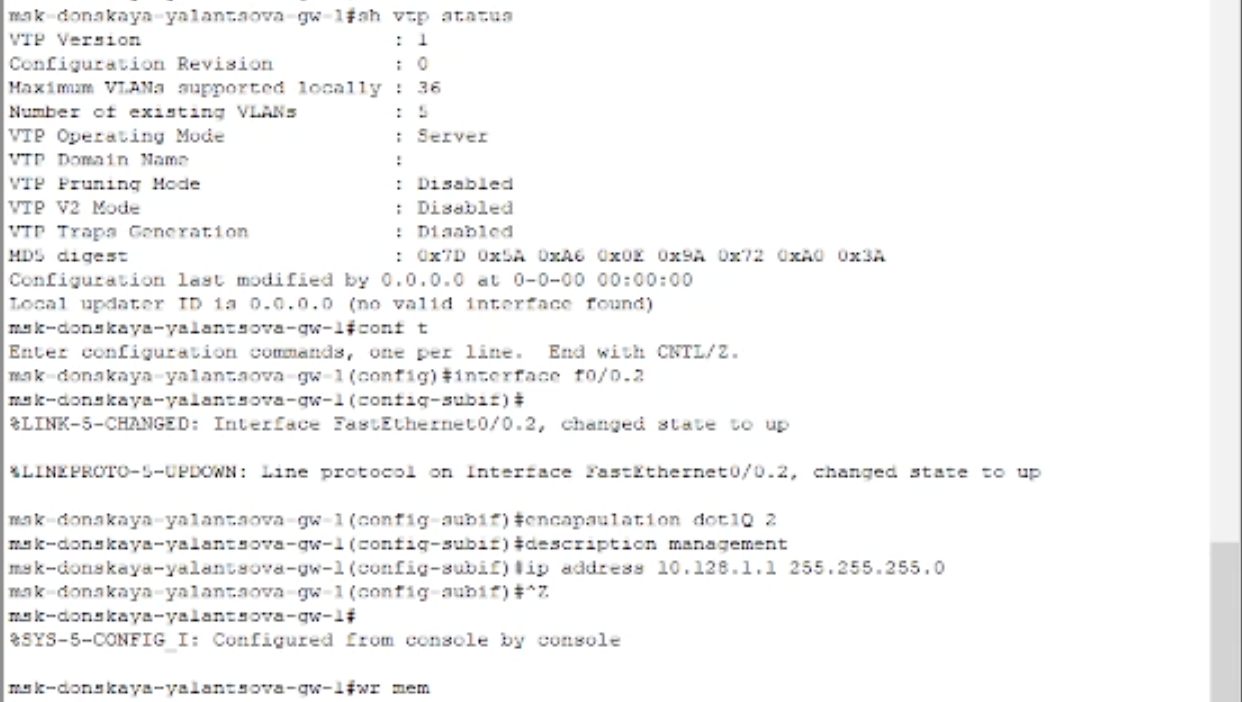 msk-donskaya-yalantsova-gw-1#sh vtp status
VTP Version : 1
Configuration Revision : 0
Maximum VLANs supported locally : 36
Number of existing VLANs : 5
VTP Operating Mode : Server
VTP Domain Name :
VTP Pruning Mode : Disabled
VTP V2 Mode : Disabled
VTP Traps Generation : Disabled
MD5 digest : 0x7D 0x5A 0xA6 0x0E 0x9A 0x72 0xA0 0x3A
Configuration last modified by 0.0.0.0 at 0-0-00 00:00:00
Local updater ID is 0.0.0.0 (no valid interface found)
msk-donskaya-yalantsova-gw-1#conf t
Enter configuration commands, one per line. End with CNTL/Z.
msk-donskaya-yalantsova-gw-1(config)#interface f0/0.2
msk-donskaya-yalantsova-gw-1(config-subif)#
%LINK-5-CHANGED: Interface FastEthernet0/0.2, changed state to up
%LINEPROTO-5-UPDOWN: Line protocol on Interface FastEthernet0/0.2, changed state to up
msk-donskaya-yalantsova-gw-1(config-subif)#encapsulation dot1Q 2
msk-donskaya-yalantsova-gw-1(config-subif)#description management
msk-donskaya-yalantsova-gw-1(config-subif)#ip address 10.128.1.1 255.255.255.0
msk-donskaya-yalantsova-gw-1(config-subif)#^Z
msk-donskaya-yalantsova-gw-1#
%SYS-5-CONFIG_I: Configured from console by console
msk-donskaya-yalantsova-gw-1#wr mem